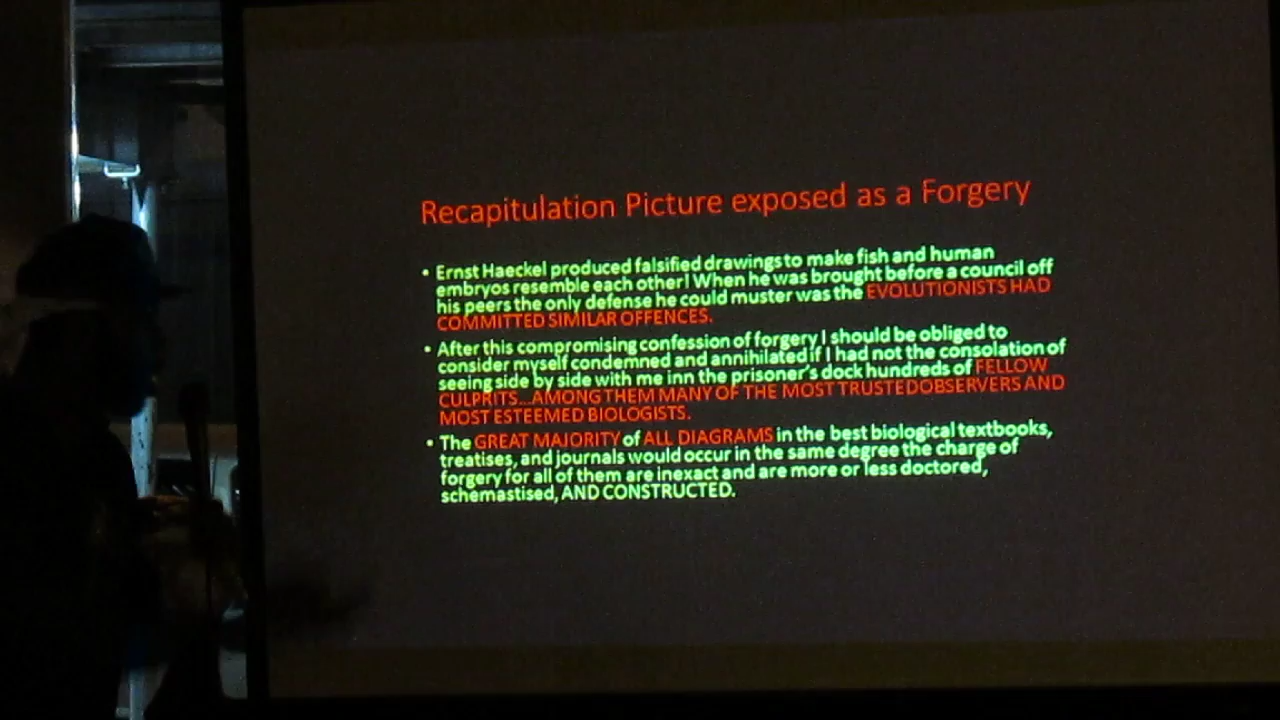 Recapitulation Picture exposed as a Forgery
• Ernst Haeckel produced falsified drawings to make fish and human
embryos resemble each other! When he was brought before a council off
his peers the only defense he could muster was the EVOLUTIONISTS HAD
COMMITTED SIMILAR OFFENCES.
• After this compromising confession of forgery I should be obliged to
consider myself condemned and annihilated if I had not the consolation of
seeing side by side with me inn the prisoner's dock hundreds of FELLOW
CULPRITS...AMONG THEM MANY OF THE MOST TRUSTEDOBSERVERS AND
MOST ESTEEMED BIOLOGISTS.
• The GREAT MAJORITY of ALL DIAGRAMS in the best biological textbooks,
treatises, and journals would occur in the same degree the charge of
forgery for all of them are inexact and are more or less doctored,
schemastised, AND CONSTRUCTED.